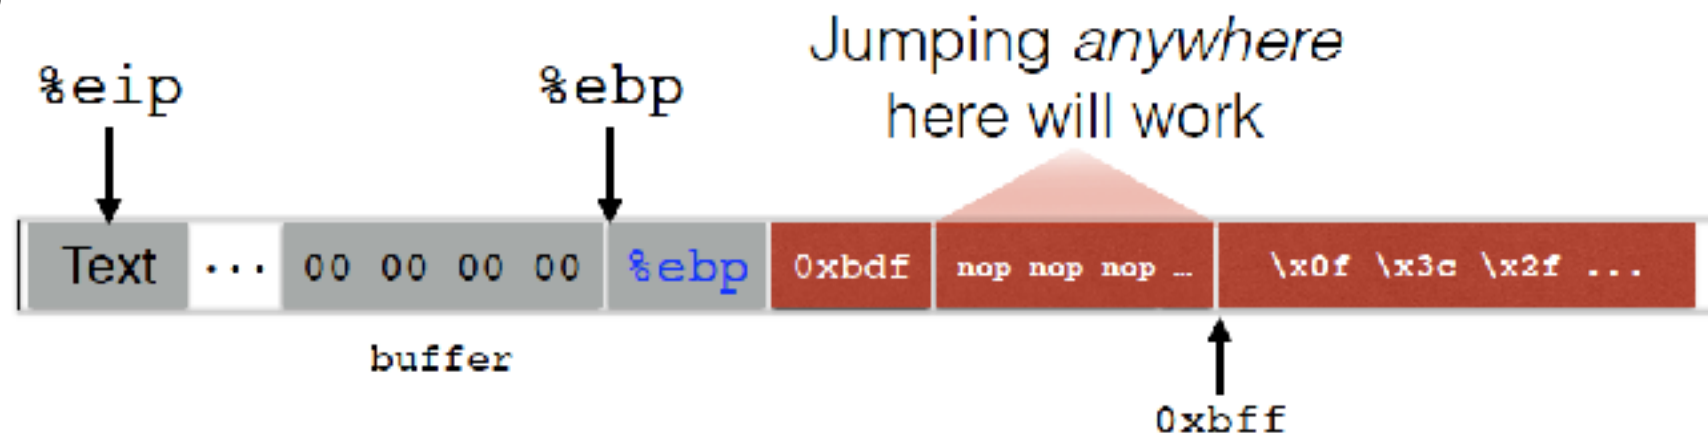 Jumping anywhere
here will work
%eip
%ebp
Text ... 00 00 00 00 %ebp 0xbdf nop nop nop … \x0f \x3c \x2f ...
buffer
0xbff